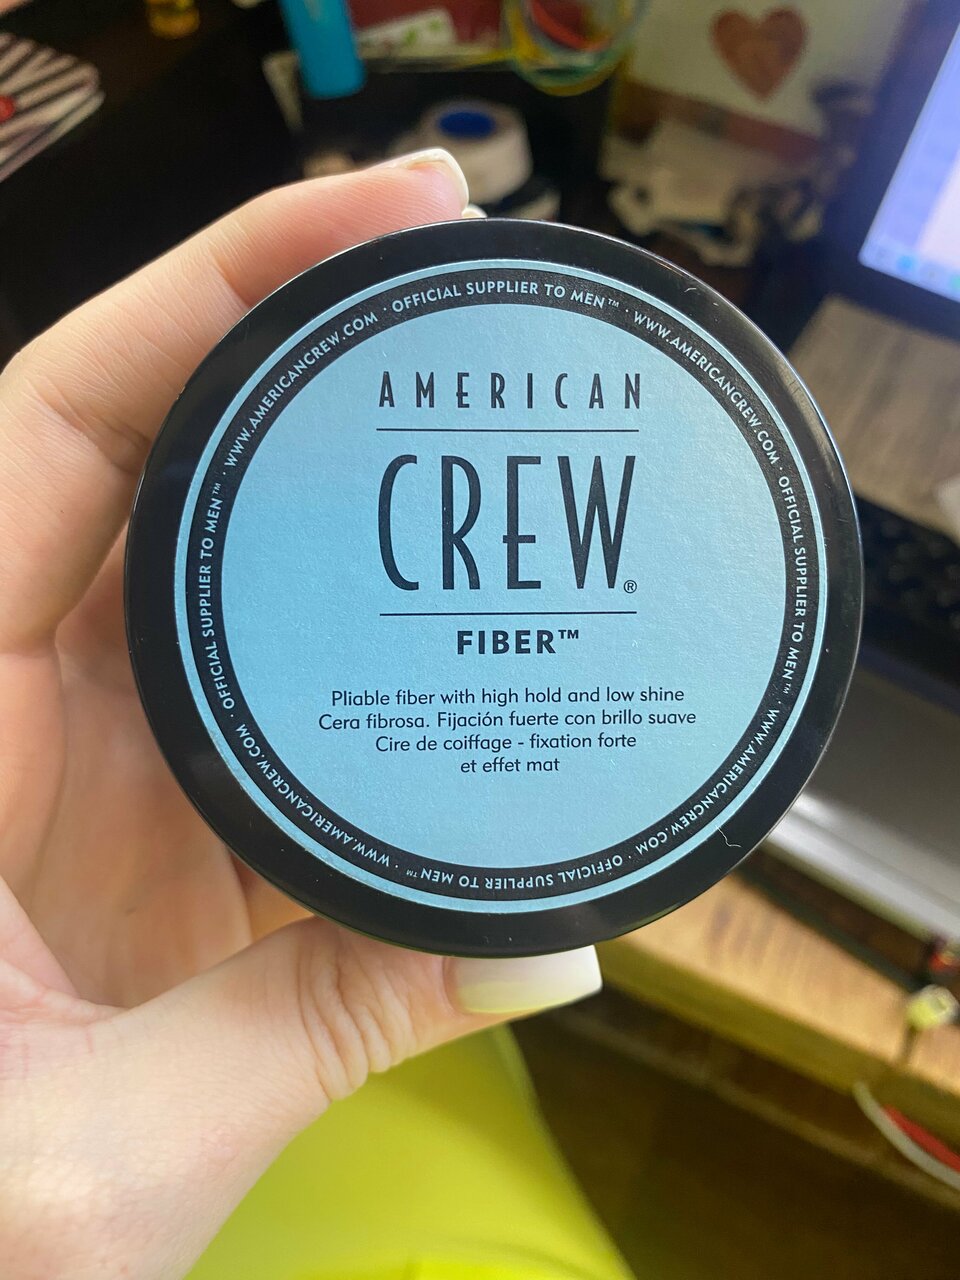 AMERICAN
CREW®
FIBER™
Pliable fiber with high hold and low shine
Cera fibrosa. Fijación fuerte con brillo suave
Cire de coiffage - fixation forte
et effet mat
· OFFICIAL SUPPLIER TO MEN™ · WWW.AMERICANCREW.COM · OFFICIAL SUPPLIER TO MEN™ · WWW.AMERICANCREW.COM · OFFICIAL SUPPLIER TO MEN™ · WWW.AMERICANCREW.COM · OFFICIAL SUPPLIER TO MEN™ · WWW.AMERICANCREW.COM